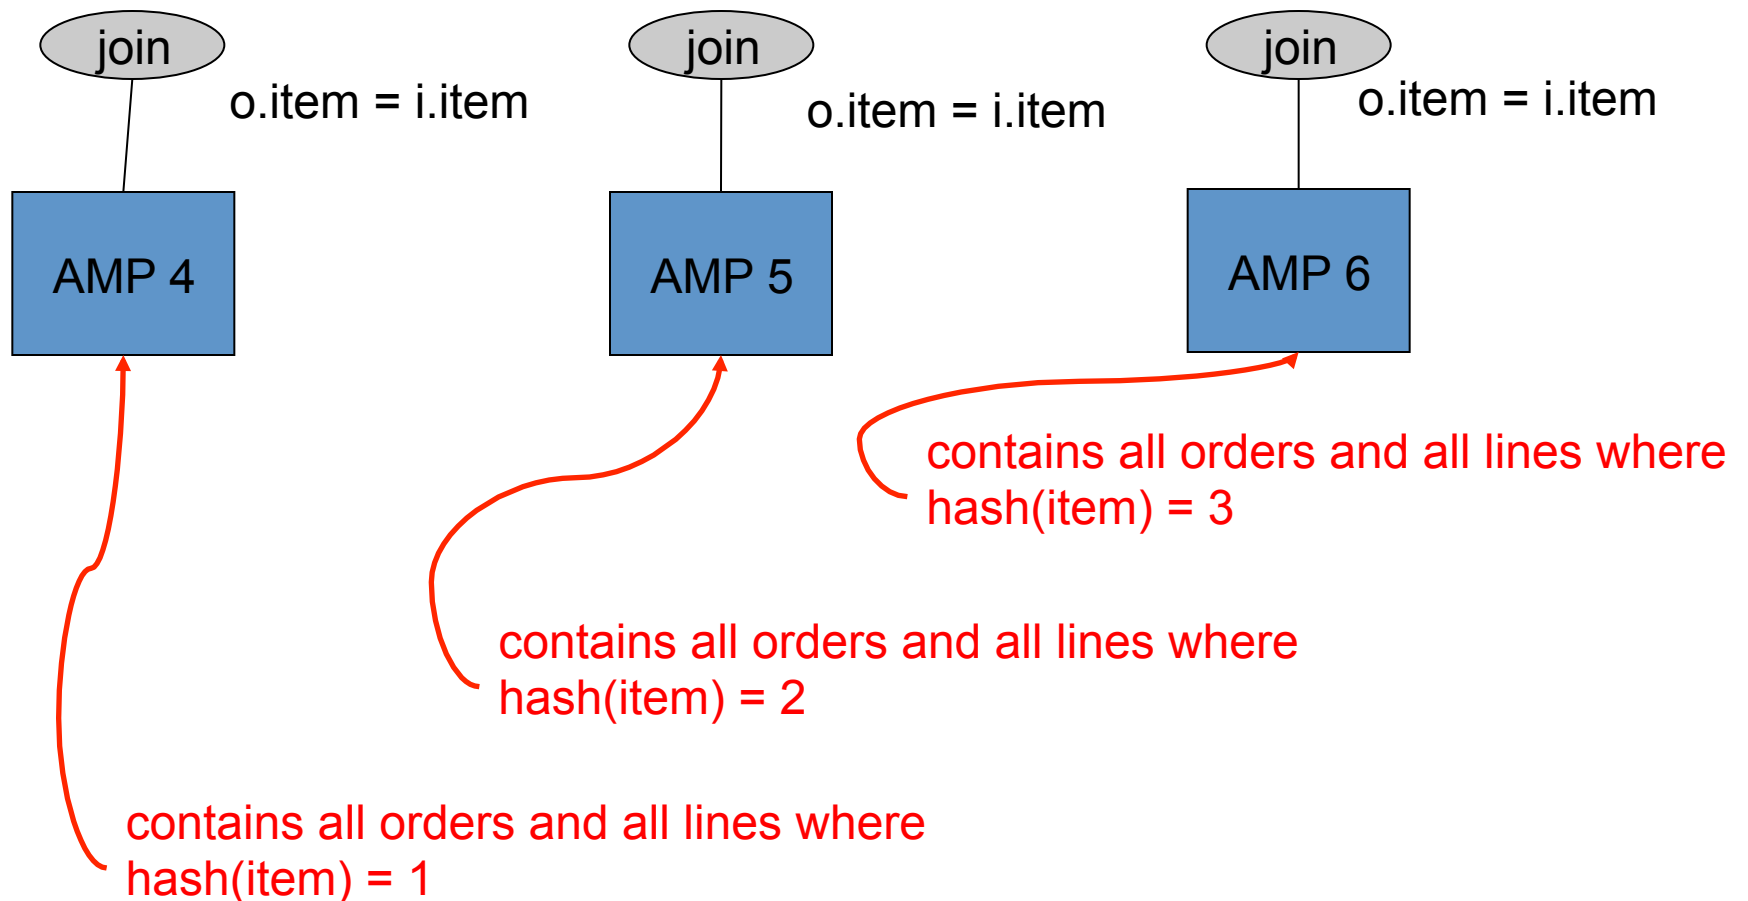 join
join
join
o.item = i.item
o.item = i.item
o.item = i.item
AMP 4
AMP 5
AMP 6
contains all orders and all lines where
hash(item) = 3
contains all orders and all lines where
hash(item) = 2
contains all orders and all lines where
hash(item) = 1